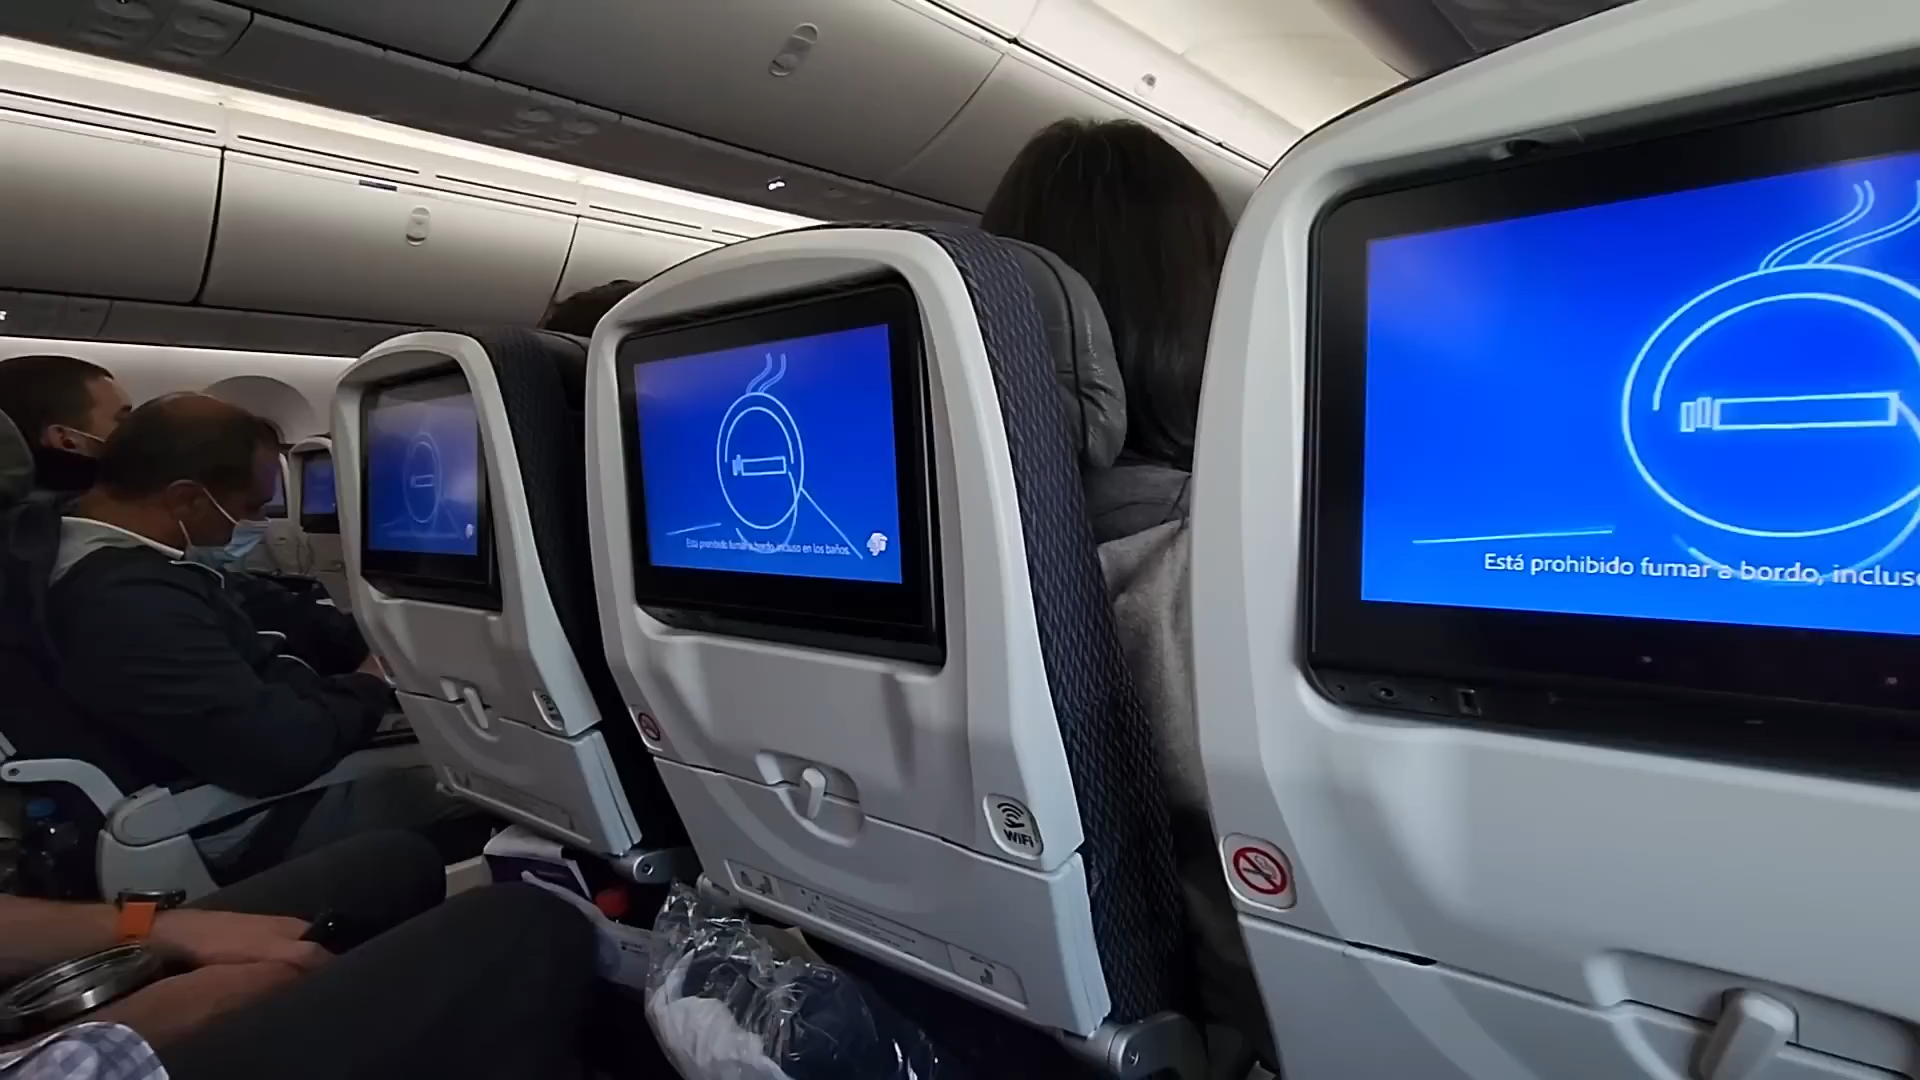 Está prohibido fumar a bordo, incluso en los baños.
WiFi
Está prohibido fumar a bordo, incluso